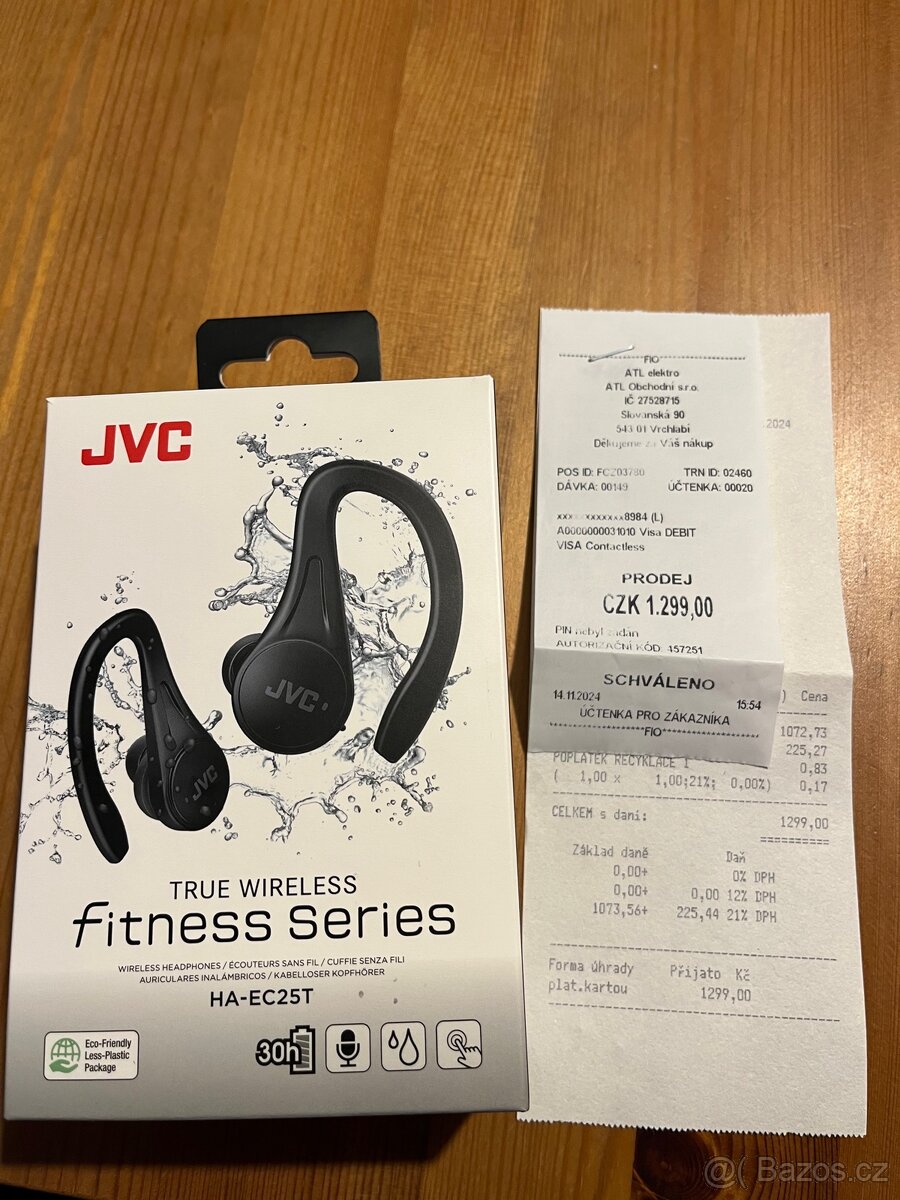 JVC
JVC
JVC
TRUE WIRELESS
fitness series
WIRELESS HEADPHONES / ÉCOUTEURS SANS FIL / CUFFIE SENZA FILI
AURICULARES INALÁMBRICOS / KABELLOSER KOPFHÖRER
HA-EC25T
Eco-Friendly
Less-Plastic
Package
30h
FIO
ATL elektro
ATL Obchodní s.r.o.
IČ 27528715
Slovanská 90
543 01 Vrchlabí
Děkujeme za Váš nákup
POS ID: FCZ03780 TRN ID: 02460
DÁVKA: 00149 ÚČTENKA: 00020
xxxxxxxxxxxx8984 (L)
A0000000031010 Visa DEBIT
VISA Contactless
PRODEJ
CZK 1.299,00
PIN nebyl zadán
AUTORIZAČNÍ KÓD: 457251
SCHVÁLENO
14.11.2024 15:54
ÚČTENKA PRO ZÁKAZNÍKA
*****************FIO*****************
2024
) Cena
1072,73
225,27
POPLATEK RECYKLACE 1 0,83
( 1,00 x 1,00;21%; 0,00%) 0,17
CELKEM s daní: 1299,00
==========
Základ daně Daň
0,00+ 0% DPH
0,00+ 0,00 12% DPH
1073,56+ 225,44 21% DPH
Forma úhrady Přijato Kč
plat.kartou 1299,00
@( Bazos.cz